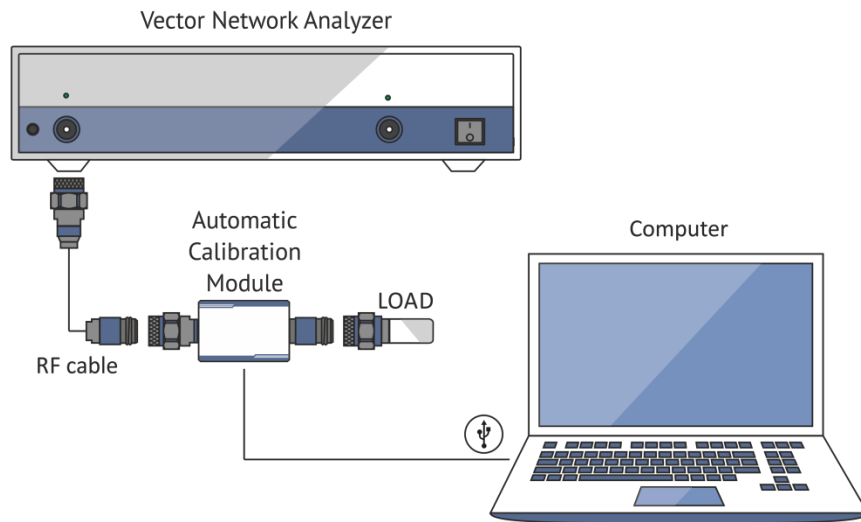 Vector Network Analyzer
Automatic
Calibration
Module
Computer
LOAD
RF cable